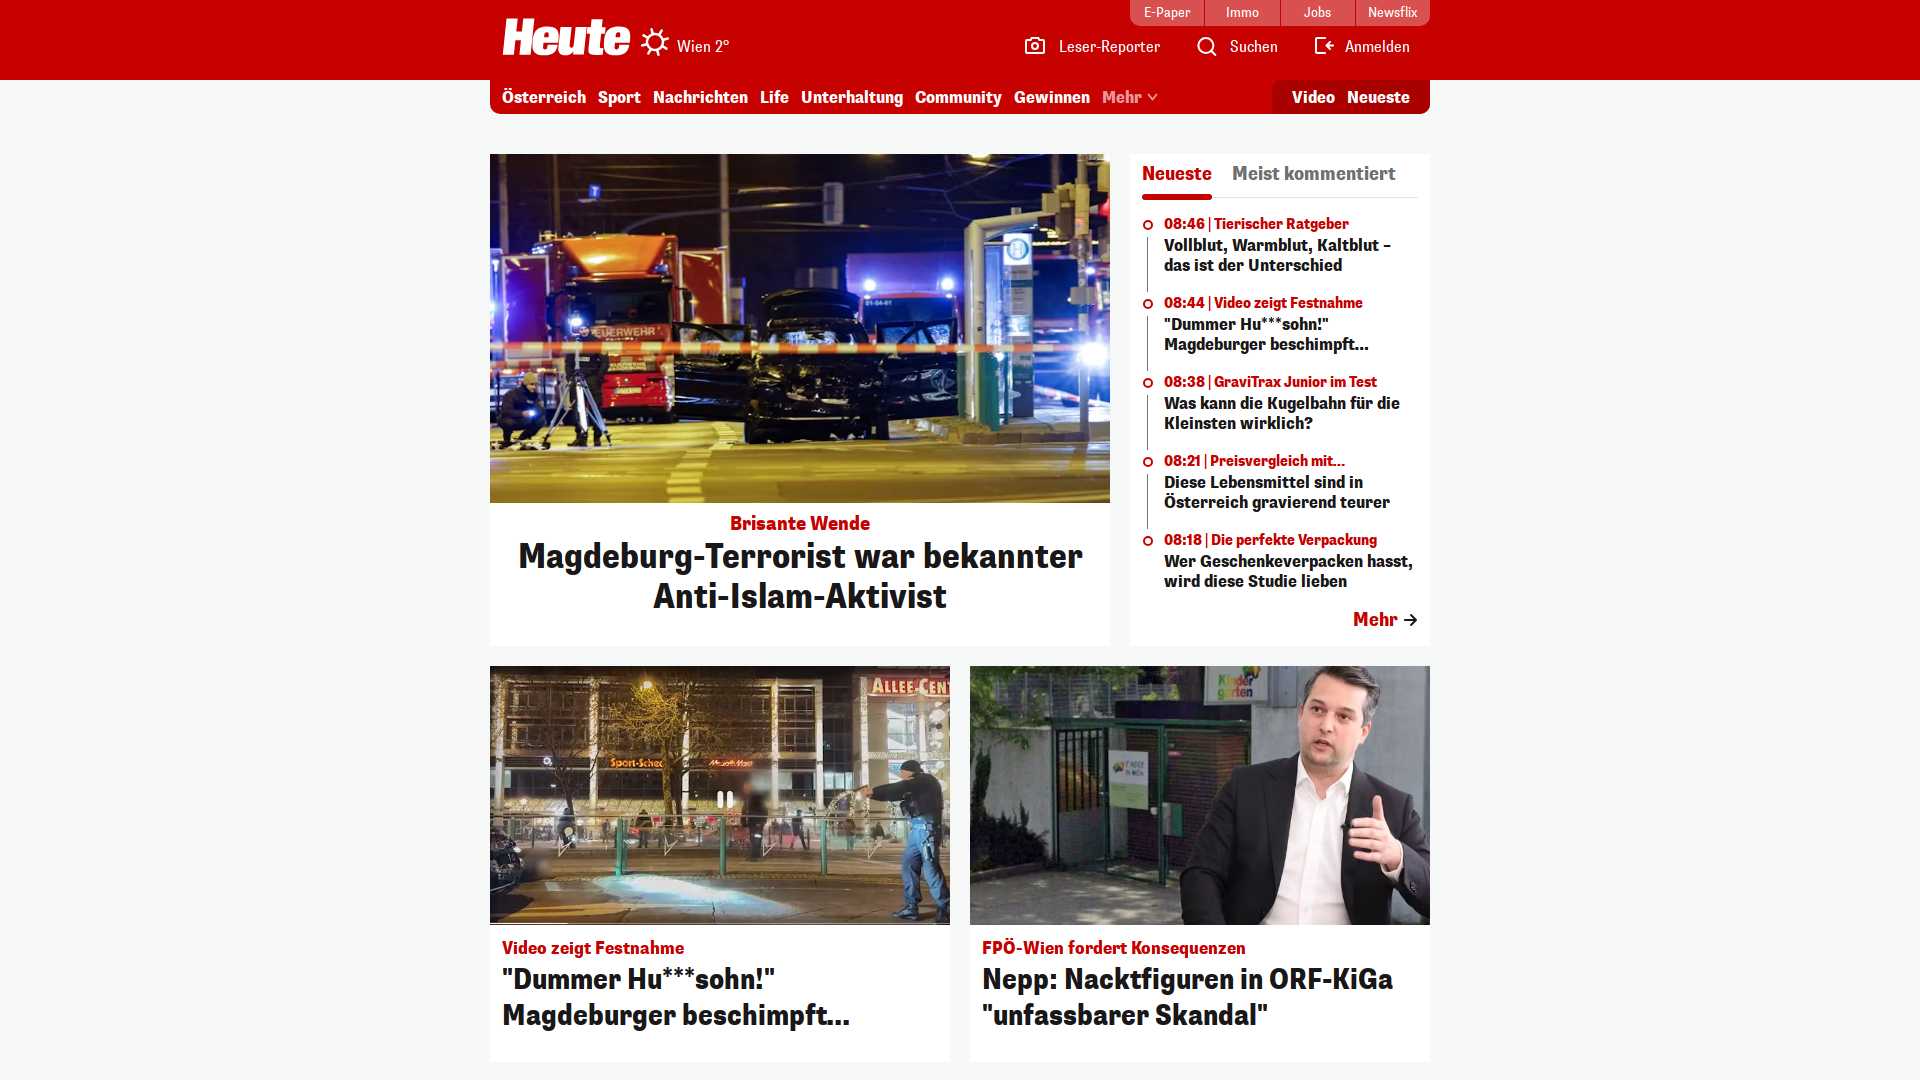 E-Paper
Immo
Jobs
Newsflix
Heute
Wien 2°
Leser-Reporter
Suchen
Anmelden
Österreich
Sport
Nachrichten
Life
Unterhaltung
Community
Gewinnen
Mehr
Video
Neueste
FEUERWEHR
Brisante Wende
Magdeburg-Terrorist war bekannter
Anti-Islam-Aktivist
Neueste
Meist kommentiert
08:46 | Tierischer Ratgeber
Vollblut, Warmblut, Kaltblut –
das ist der Unterschied
08:44 | Video zeigt Festnahme
"Dummer Hu***sohn!"
Magdeburger beschimpft...
08:38 | GraviTrax Junior im Test
Was kann die Kugelbahn für die
Kleinsten wirklich?
08:21 | Preisvergleich mit...
Diese Lebensmittel sind in
Österreich gravierend teurer
08:18 | Die perfekte Verpackung
Wer Geschenkeverpacken hasst,
wird diese Studie lieben
Mehr
ALLEE-CEN
Video zeigt Festnahme
"Dummer Hu***sohn!"
Magdeburger beschimpft...
Kinder
garten
FPÖ-Wien fordert Konsequenzen
Nepp: Nacktfiguren in ORF-KiGa
"unfassbarer Skandal"